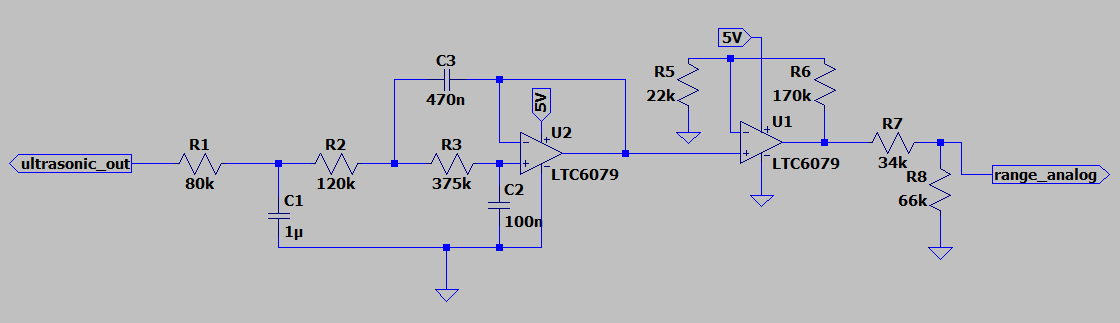 5V
C3
470n
R5
22k
R6
170k
5V
U2
U1
R1
80k
R2
120k
R3
375k
LTC6079
LTC6079
R7
34k
ultrasonic_out
C1
1µ
C2
100n
R8
66k
range_analog